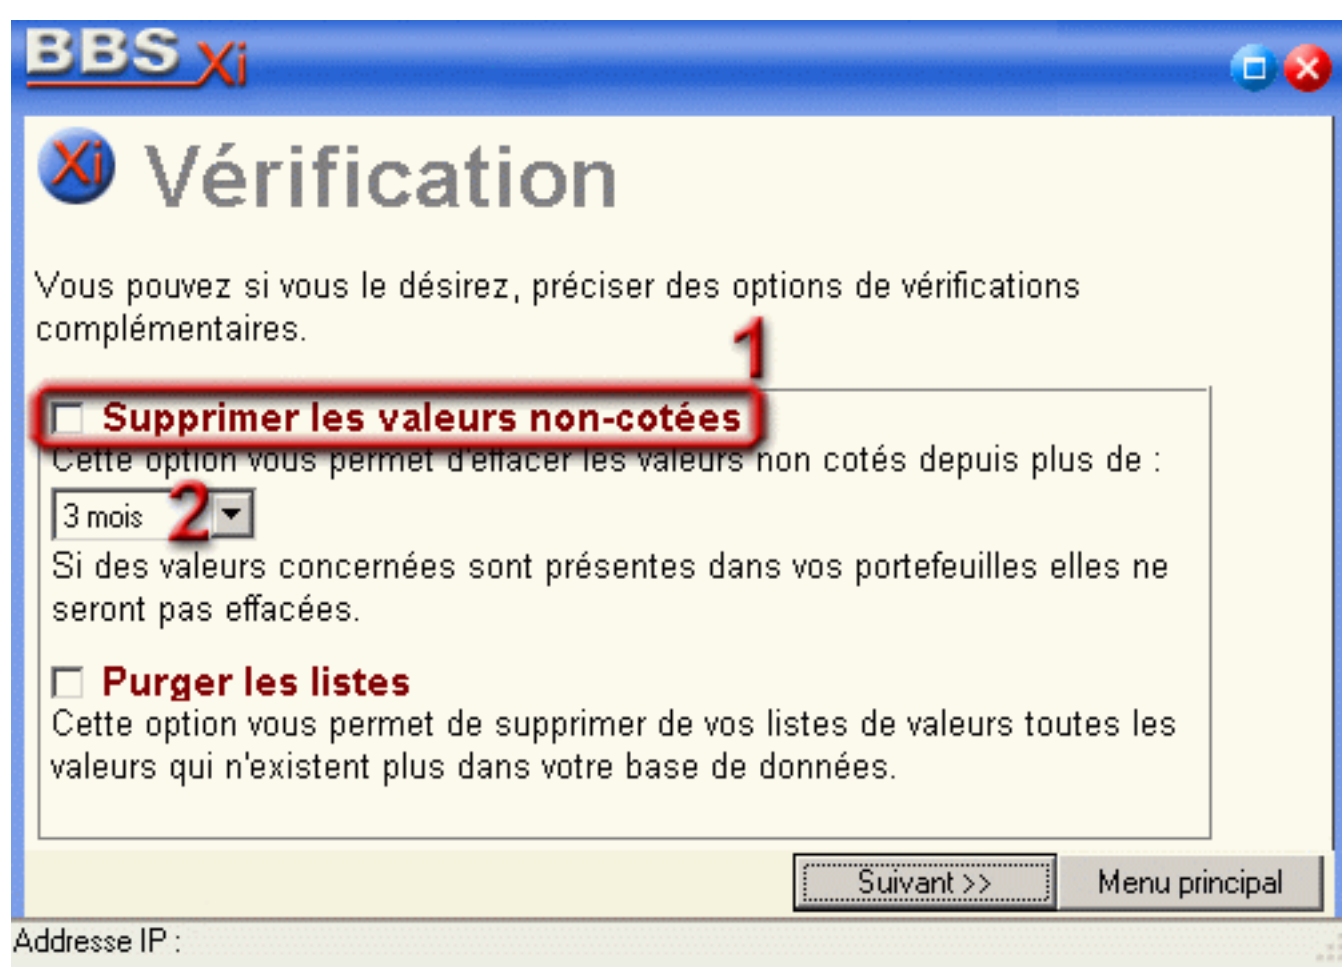 BBS Xi
Xi Vérification
Vous pouvez si vous le désirez, préciser des options de vérifications
complémentaires.
1
Supprimer les valeurs non-cotées
Cette option vous permet d'effacer les valeurs non cotés depuis plus de :
3 mois 2
Si des valeurs concernées sont présentes dans vos portefeuilles elles ne
seront pas effacées.
Purger les listes
Cette option vous permet de supprimer de vos listes de valeurs toutes les
valeurs qui n'existent plus dans votre base de données.
Suivant >> Menu principal
Addresse IP :